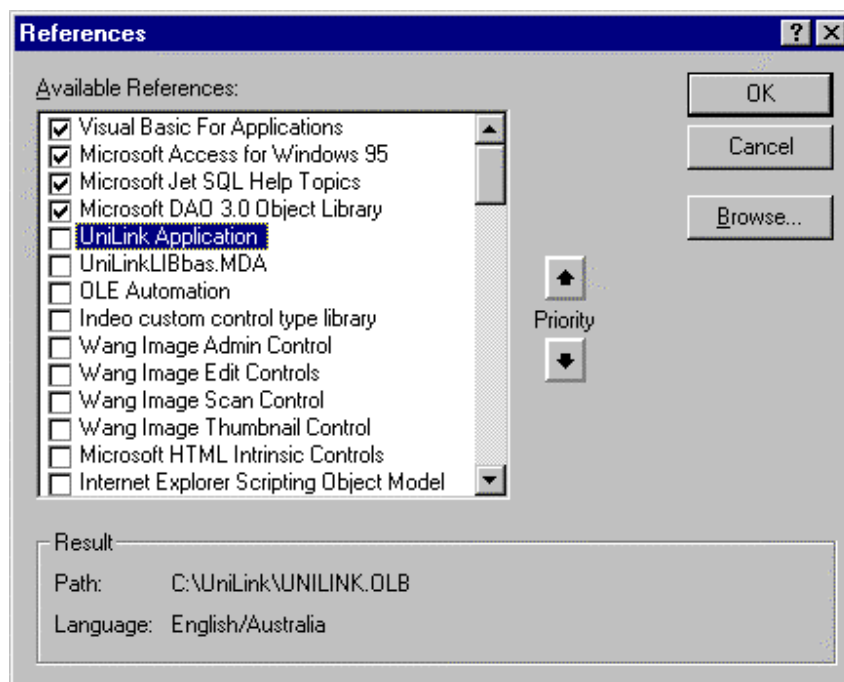 References
Available References:
OK
Visual Basic For Applications
Microsoft Access for Windows 95
Cancel
Microsoft Jet SQL Help Topics
Microsoft DAO 3.0 Object Library
Browse...
UniLink Application
UniLinkLIBbas.MDA
OLE Automation
Indeo custom control type library
Priority
Wang Image Admin Control
Wang Image Edit Controls
Wang Image Scan Control
Wang Image Thumbnail Control
Microsoft HTML Intrinsic Controls
Internet Explorer Scripting Object Model
Result
Path: C:\UniLink\UNILINK.OLB
Language: English/Australia